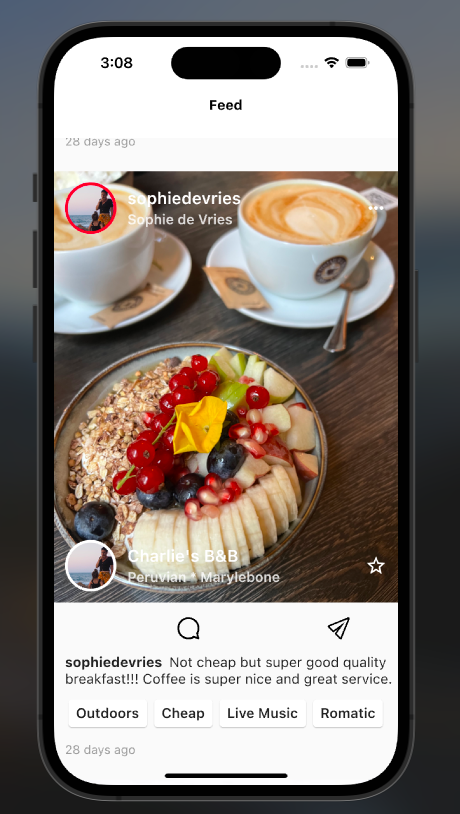 3:08
Feed
28 days ago
sophiedevries
Sophie de Vries
Charlie's B&B
Peruvian • Marylebone
sophiedevries Not cheap but super good quality
breakfast!!! Coffee is super nice and great service.
Outdoors Cheap Live Music Romatic
28 days ago